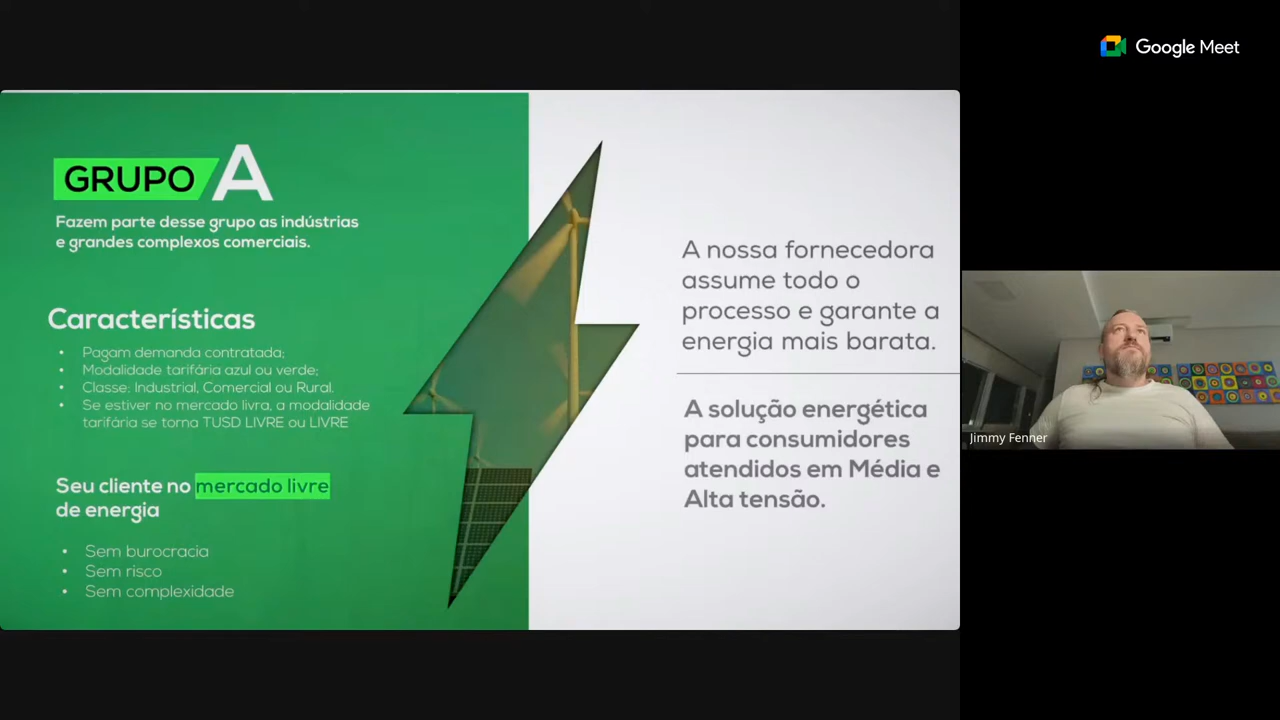 Google Meet
GRUPO A
Fazem parte desse grupo as indústrias
e grandes complexos comerciais.
Características
• Pagam demanda contratada;
• Modalidade tarifária azul ou verde;
• Classe: Industrial, Comercial ou Rural.
• Se estiver no mercado livra, a modalidade
tarifária se torna TUSD LIVRE ou LIVRE
Seu cliente no mercado livre
de energia
• Sem burocracia
• Sem risco
• Sem complexidade
A nossa fornecedora
assume todo o
processo e garante a
energia mais barata.
A solução energética
para consumidores
atendidos em Média e
Alta tensão.
Jimmy Fenner